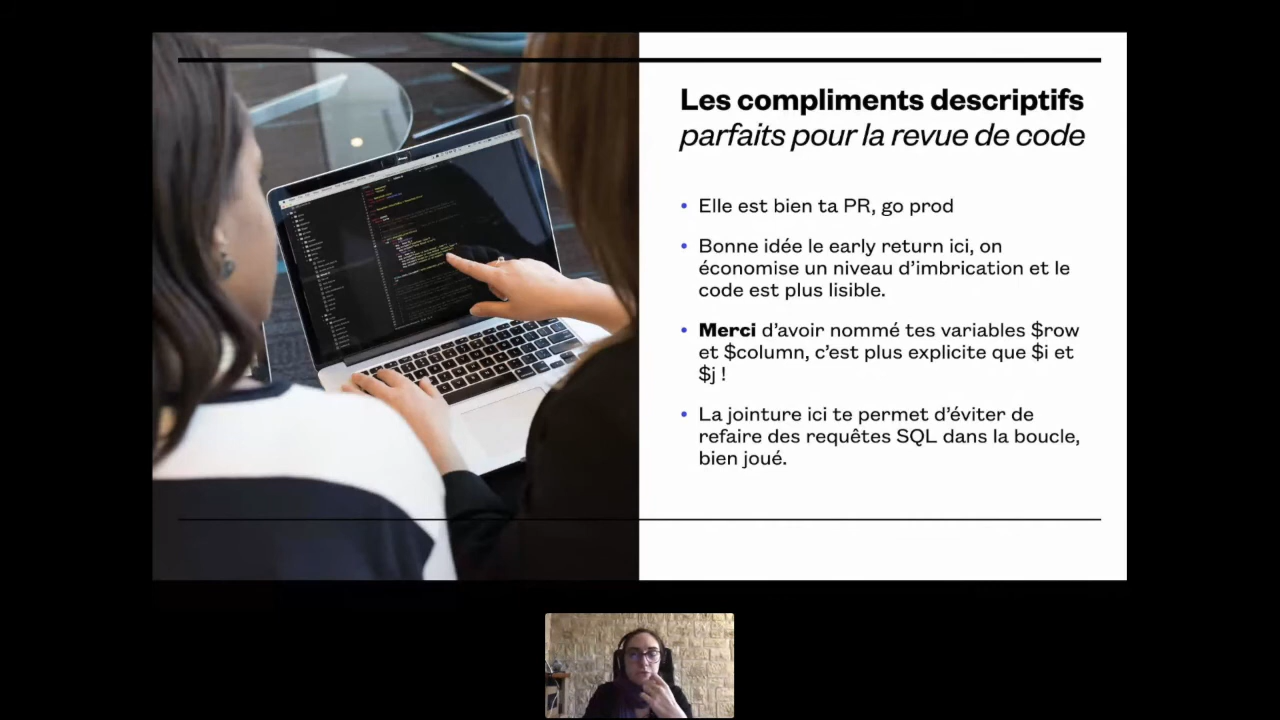 Les compliments descriptifs
parfaits pour la revue de code
• Elle est bien ta PR, go prod
• Bonne idée le early return ici, on
économise un niveau d’imbrication et le
code est plus lisible.
• Merci d’avoir nommé tes variables $row
et $column, c’est plus explicite que $i et
$j !
• La jointure ici te permet d’éviter de
refaire des requêtes SQL dans la boucle,
bien joué.